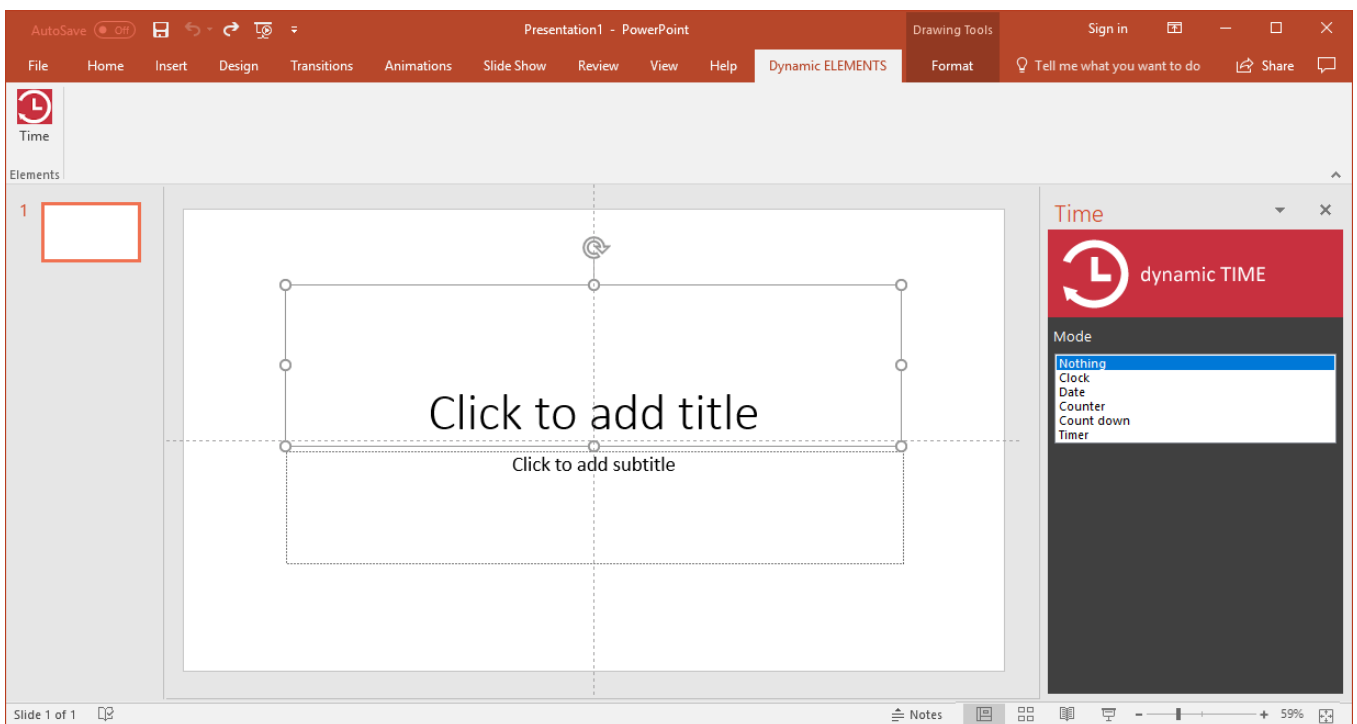 AutoSave Off Presentation1 - PowerPoint Drawing Tools Sign in
File Home Insert Design Transitions Animations Slide Show Review View Help Dynamic ELEMENTS Format Tell me what you want to do Share
Time
Elements
1
Click to add title
Click to add subtitle
Time
dynamic TIME
Mode
Nothing
Clock
Date
Counter
Count down
Timer
Slide 1 of 1 Notes 59%